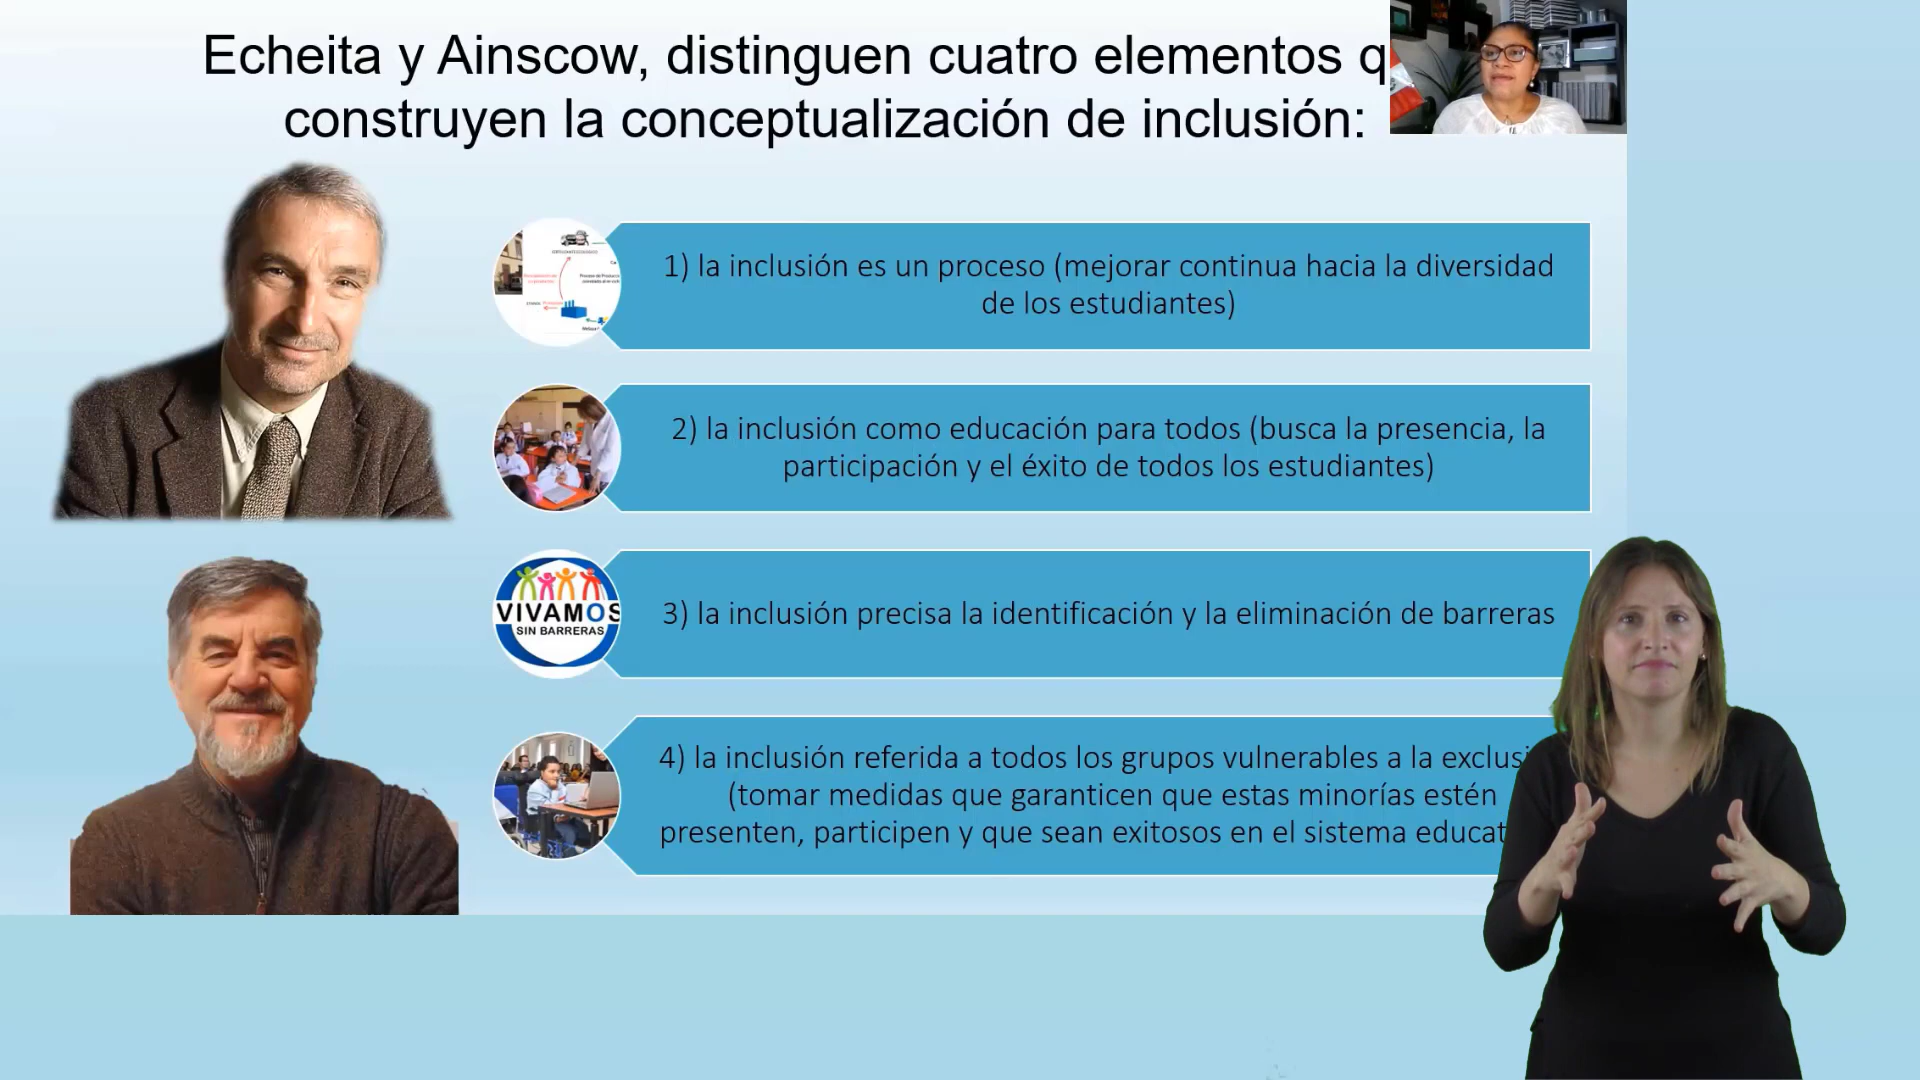 Echeita y Ainscow, distinguen cuatro elementos q
construyen la conceptualización de inclusión:
1) la inclusión es un proceso (mejorar continua hacia la diversidad
de los estudiantes)
2) la inclusión como educación para todos (busca la presencia, la
participación y el éxito de todos los estudiantes)
VIVAMOS
SIN BARRERAS
3) la inclusión precisa la identificación y la eliminación de barreras
4) la inclusión referida a todos los grupos vulnerables a la exclusi
(tomar medidas que garanticen que estas minorías estén
presenten, participen y que sean exitosos en el sistema educat